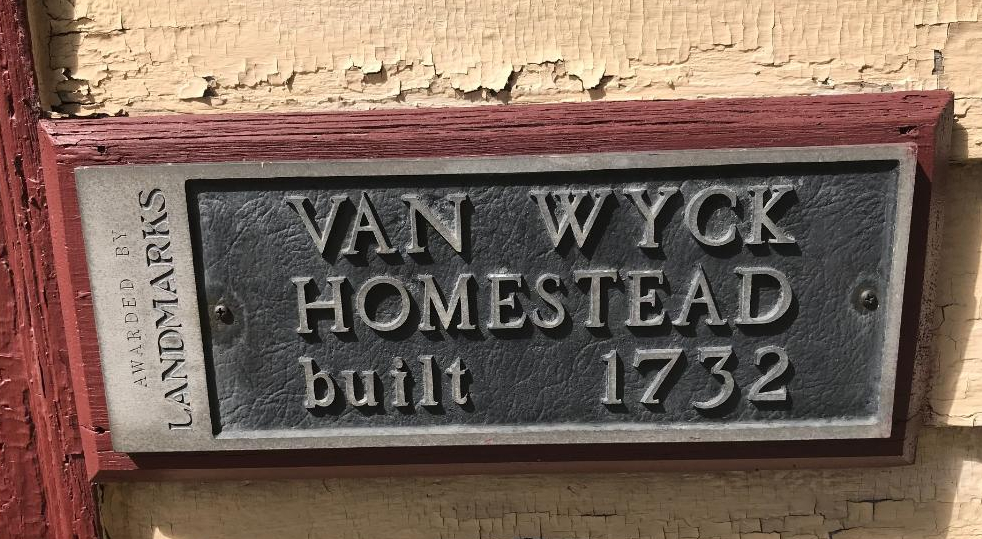 AWARDED BY
LANDMARKS
VAN WYCK
HOMESTEAD
built 1732